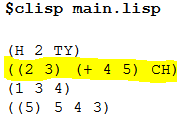 $clisp main.lisp
(H 2 TY)
((2 3) (+ 4 5) CH)
(1 3 4)
((5) 5 4 3)